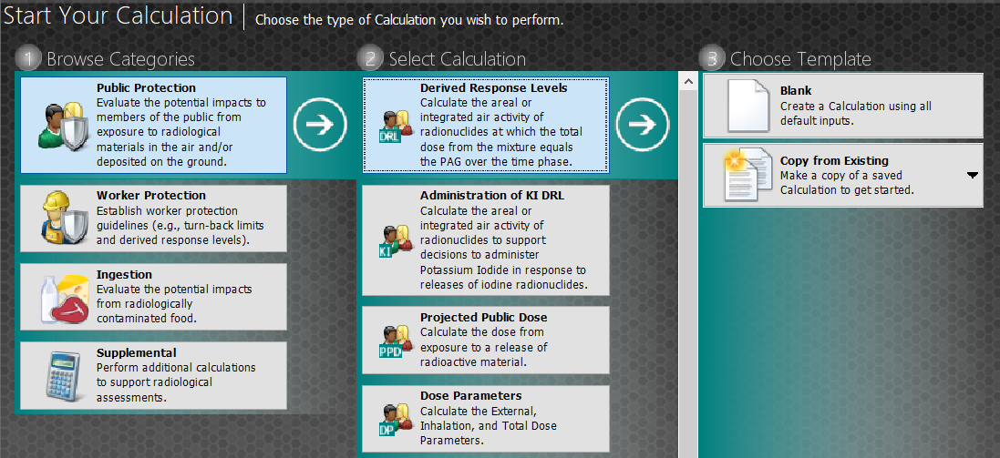 Start Your Calculation
Choose the type of Calculation you wish to perform.
1 Browse Categories
Public Protection
Evaluate the potential impacts to
members of the public from
exposure to radiological
materials in the air and/or
deposited on the ground.
Worker Protection
Establish worker protection
guidelines (e.g., turn-back limits
and derived response levels).
Ingestion
Evaluate the potential impacts
from radiologically
contaminated food.
Supplemental
Perform additional calculations
to support radiological
assessments.
2 Select Calculation
DRL
Derived Response Levels
Calculate the areal or
integrated air activity of
radionuclides at which the total
dose from the mixture equals
the PAG over the time phase.
KI
Administration of KI DRL
Calculate the areal or
integrated air activity of
radionuclides to support
decisions to administer
Potassium Iodide in response to
releases of iodine radionuclides.
PPD
Projected Public Dose
Calculate the dose from
exposure to a release of
radioactive material.
DP
Dose Parameters
Calculate the External,
Inhalation, and Total Dose
Parameters.
3 Choose Template
Blank
Create a Calculation using all
default inputs.
Copy from Existing
Make a copy of a saved
Calculation to get started.